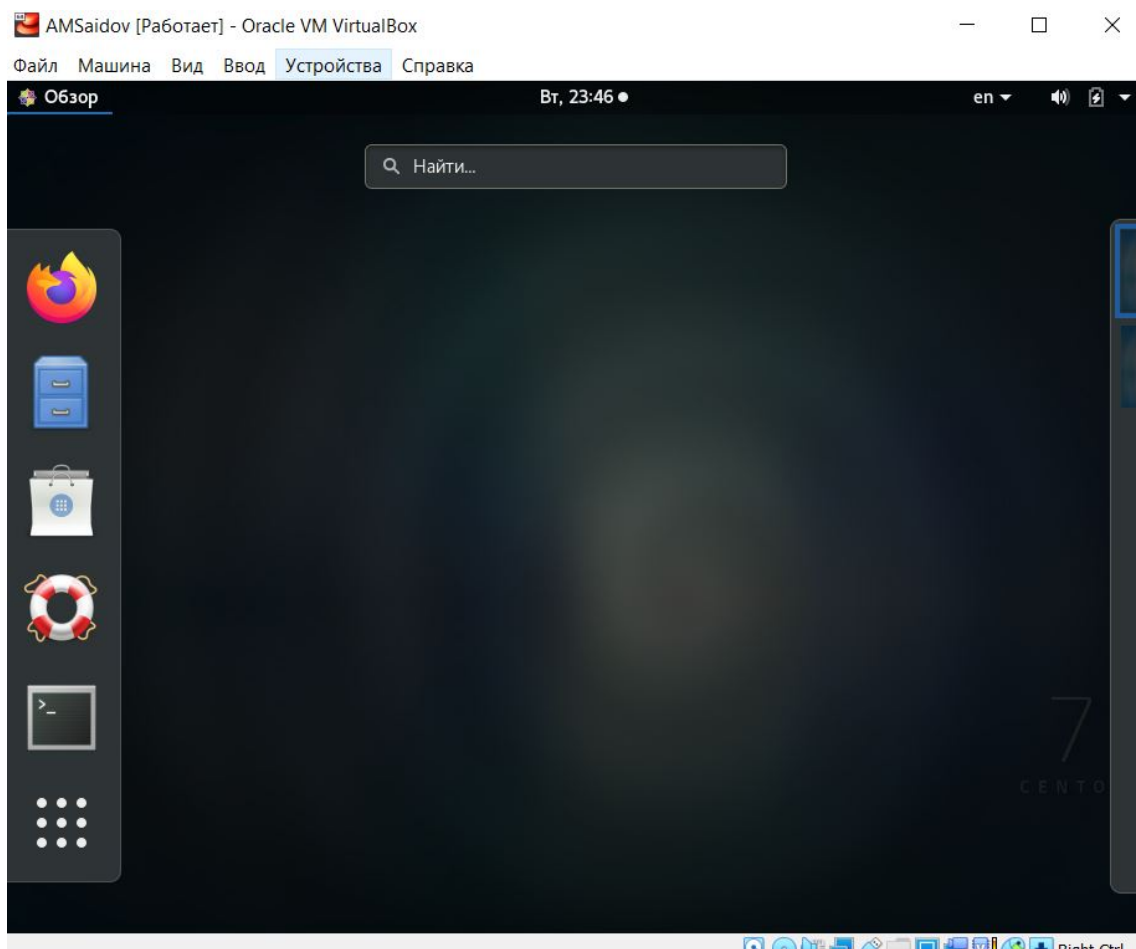 AMSaidov [Работает] - Oracle VM VirtualBox
Файл Машина Вид Ввод Устройства Справка
Обзор Вт, 23:46 en
Найти...
>_
7
CENTO
Right Ctrl